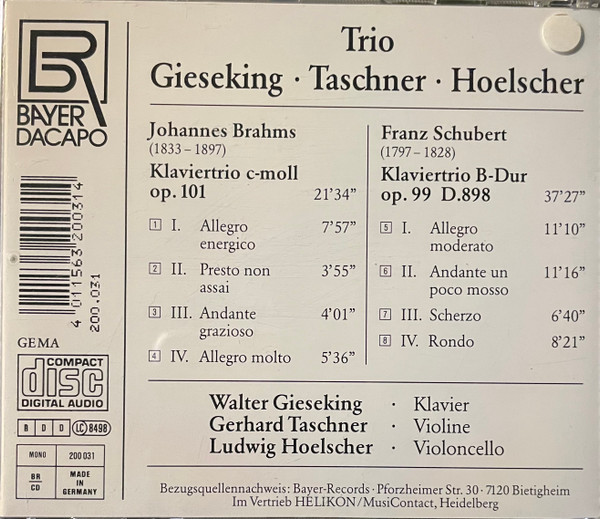 BAYER
DACAPO
4 011563 200314
200.031
GEMA
COMPACT
disc
DIGITAL AUDIO
A D D LC 8498
MONO 200 031
BR
CD
MADE
IN
GERMANY
Trio
Gieseking · Taschner · Hoelscher
Johannes Brahms
(1833 – 1897)
Klaviertrio c-moll
op. 101 21'34"
1 I. Allegro 7'57"
energico
2 II. Presto non 3'55"
assai
3 III. Andante 4'01"
grazioso
4 IV. Allegro molto 5'36"
Franz Schubert
(1797 – 1828)
Klaviertrio B-Dur
op. 99 D.898 37'27"
5 I. Allegro 11'10"
moderato
6 II. Andante un 11'16"
poco mosso
7 III. Scherzo 6'40"
8 IV. Rondo 8'21"
Walter Gieseking · Klavier
Gerhard Taschner · Violine
Ludwig Hoelscher · Violoncello
Bezugsquellennachweis: Bayer-Records · Pforzheimer Str. 30 · 7120 Bietigheim
Im Vertrieb HELIKON/MusiContact, Heidelberg